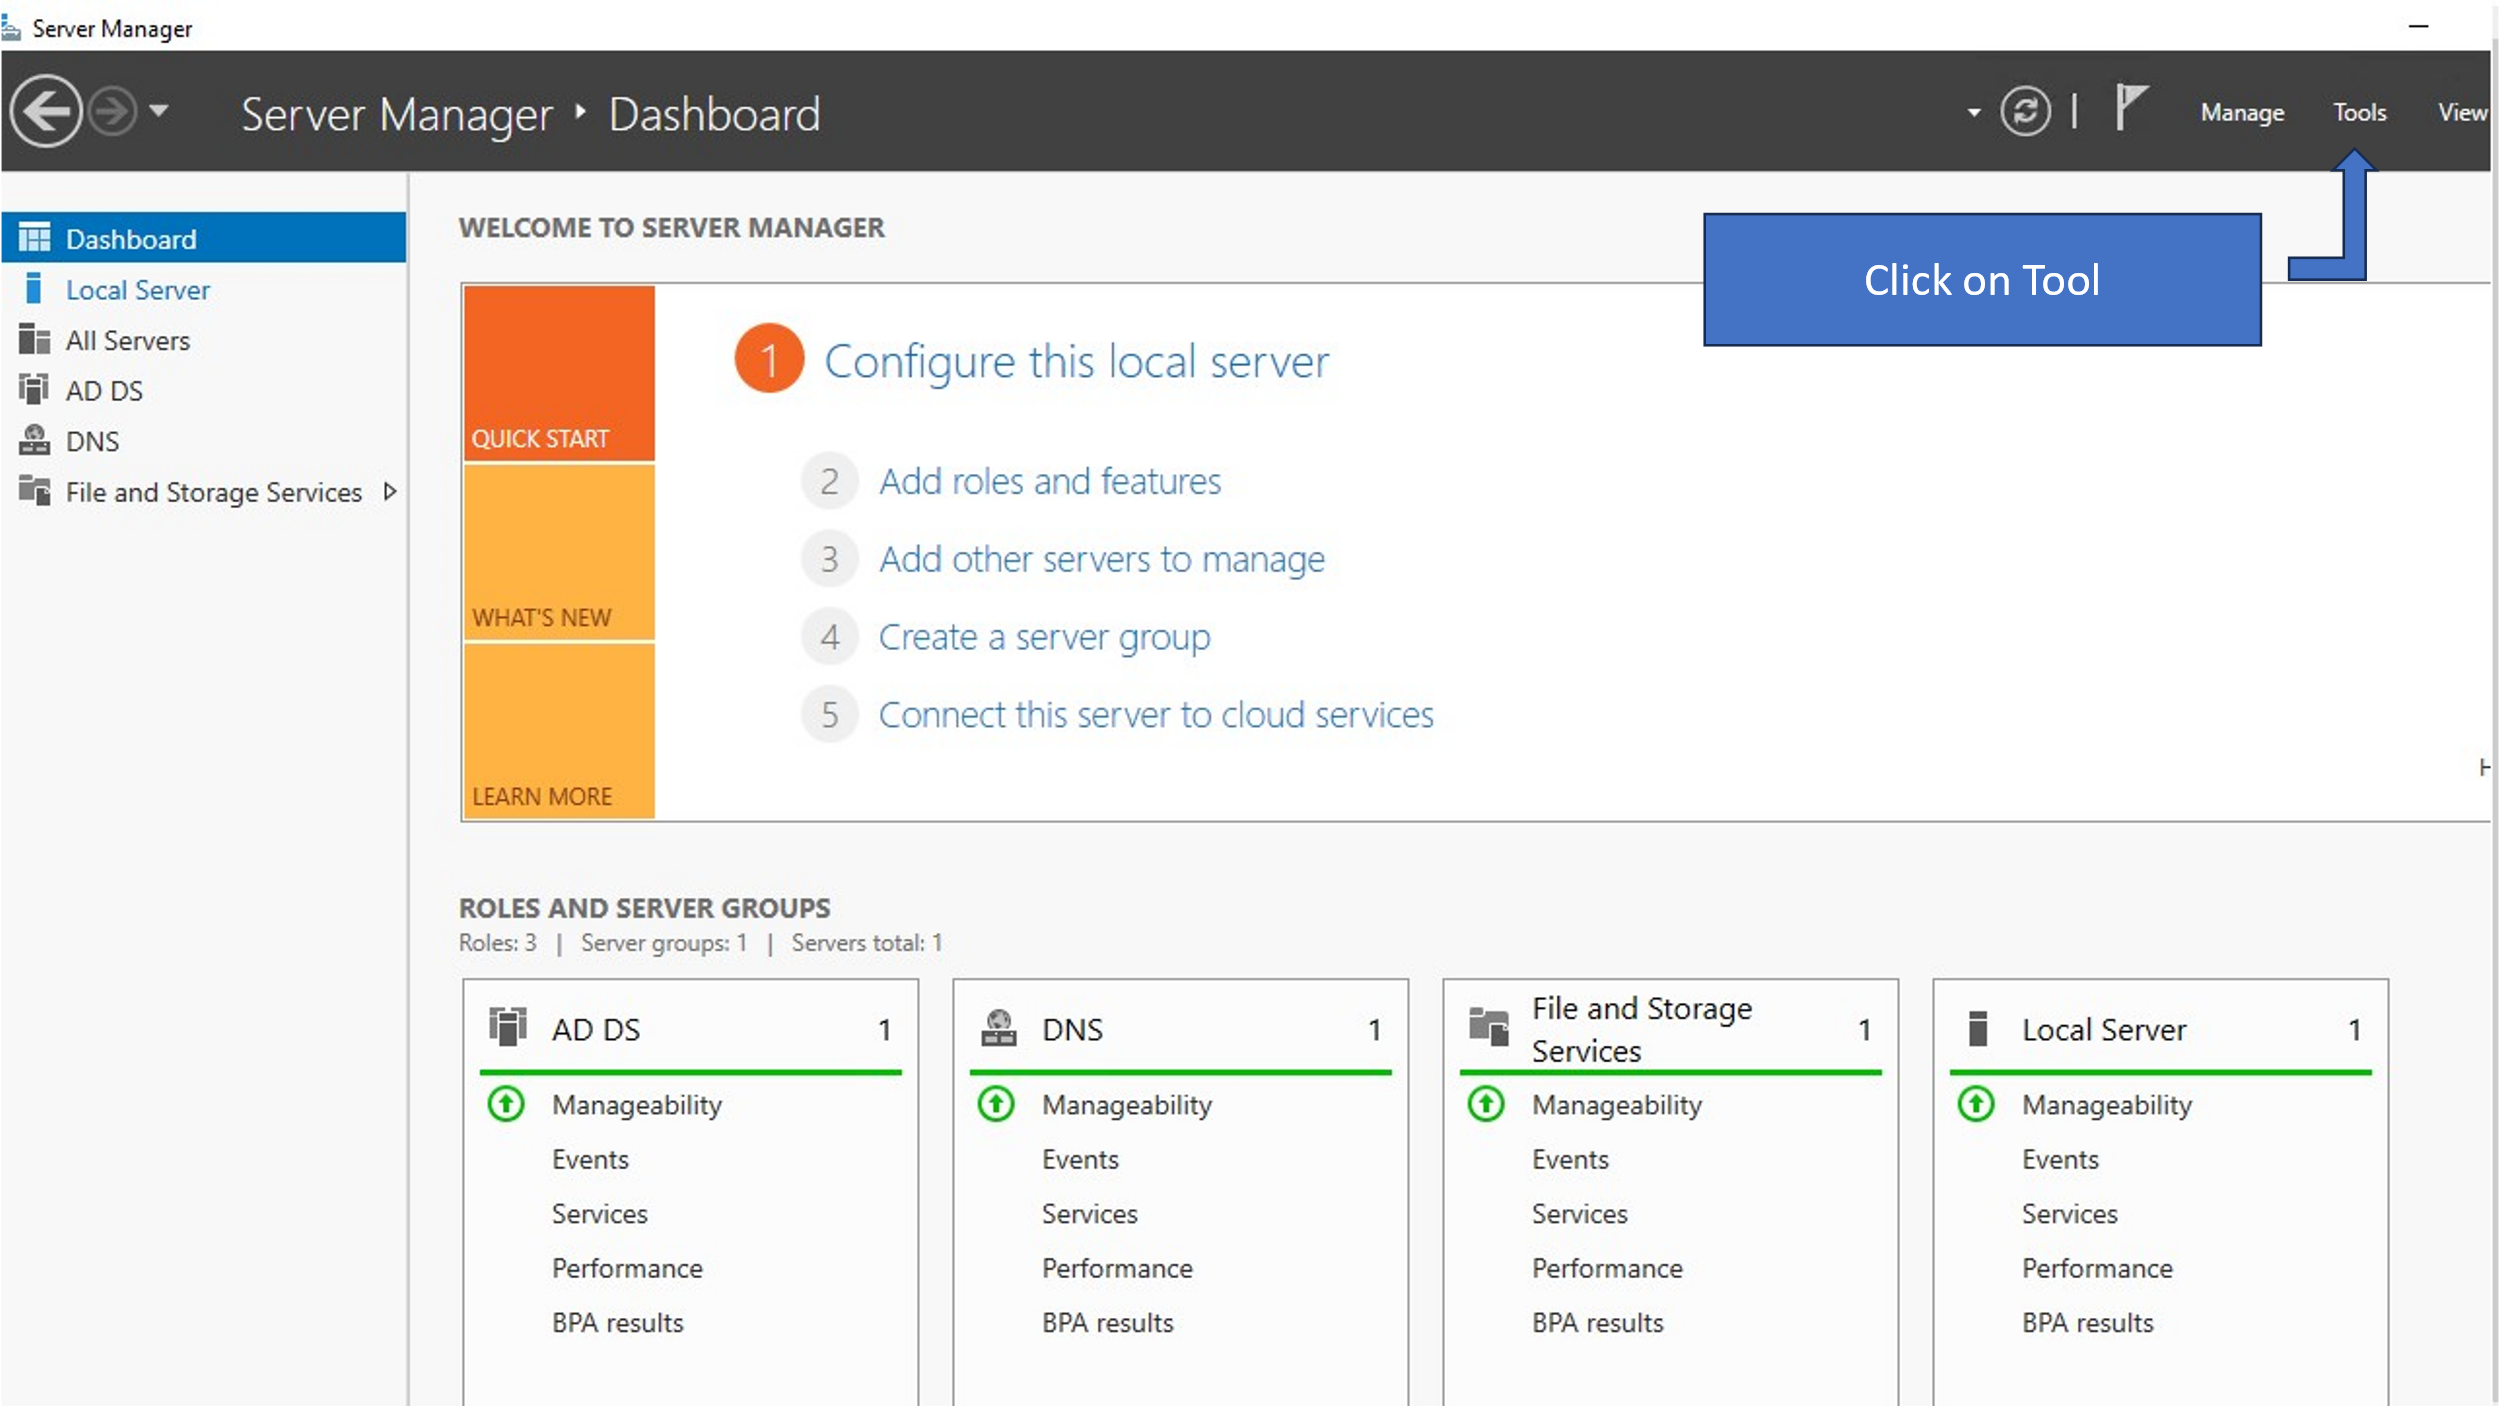 Server Manager
Server Manager Dashboard
Manage Tools View
Dashboard
Local Server
All Servers
AD DS
DNS
File and Storage Services
WELCOME TO SERVER MANAGER
Click on Tool
QUICK START
WHAT'S NEW
LEARN MORE
1 Configure this local server
2 Add roles and features
3 Add other servers to manage
4 Create a server group
5 Connect this server to cloud services
H
ROLES AND SERVER GROUPS
Roles: 3 | Server groups: 1 | Servers total: 1
AD DS 1
Manageability
Events
Services
Performance
BPA results
DNS 1
Manageability
Events
Services
Performance
BPA results
File and Storage
Services 1
Manageability
Events
Services
Performance
BPA results
Local Server 1
Manageability
Events
Services
Performance
BPA results